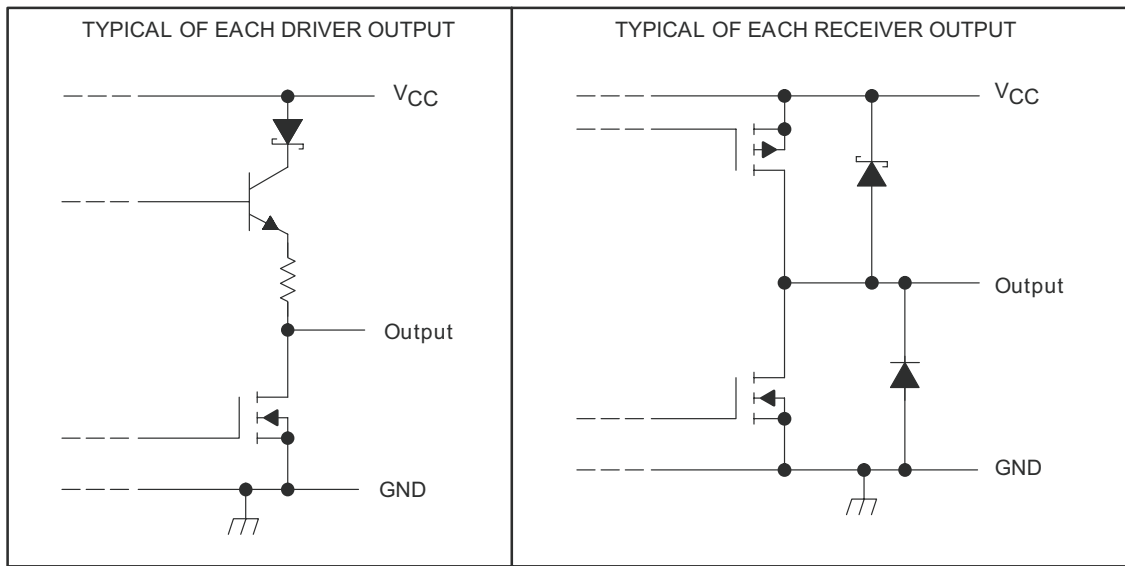 TYPICAL OF EACH DRIVER OUTPUT
VCC
Output
GND
TYPICAL OF EACH RECEIVER OUTPUT
VCC
Output
GND